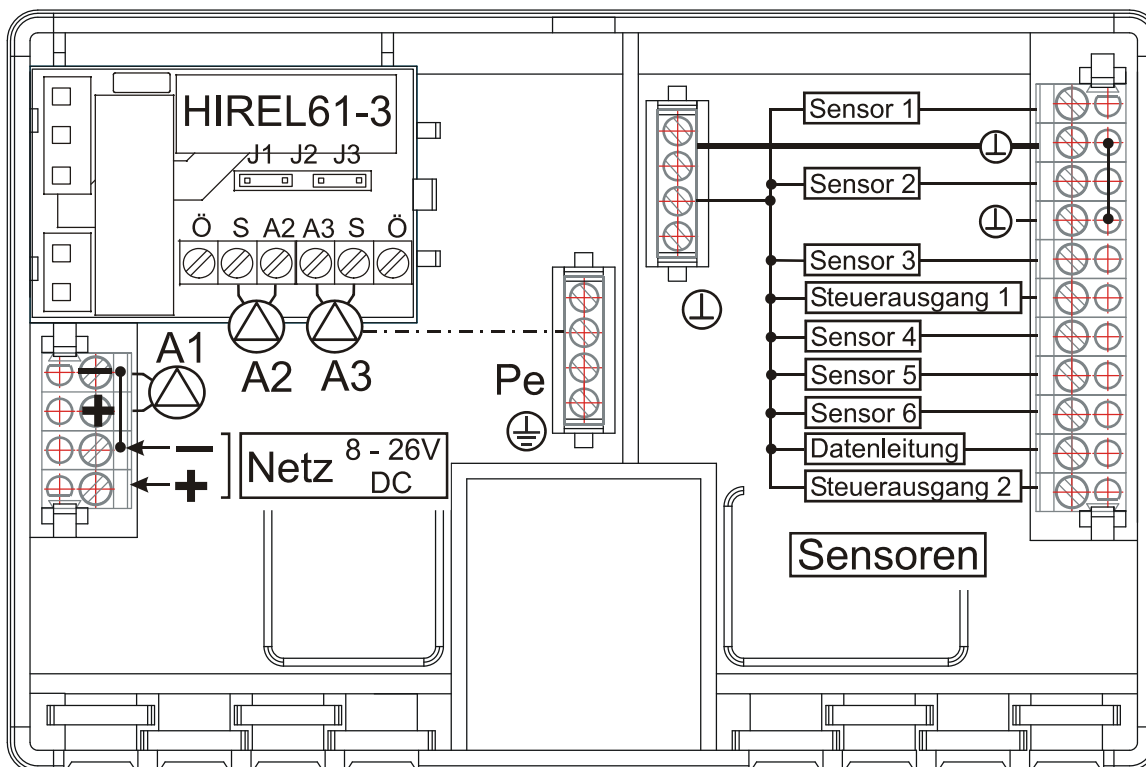 HIREL61-3
J1 J2 J3
Ö S A2 A3 S Ö
A1
A2 A3
−
+
−
+
Netz 8 - 26V DC
Pe
Sensor 1
Sensor 2
Sensor 3
Steuerausgang 1
Sensor 4
Sensor 5
Sensor 6
Datenleitung
Steuerausgang 2
Sensoren